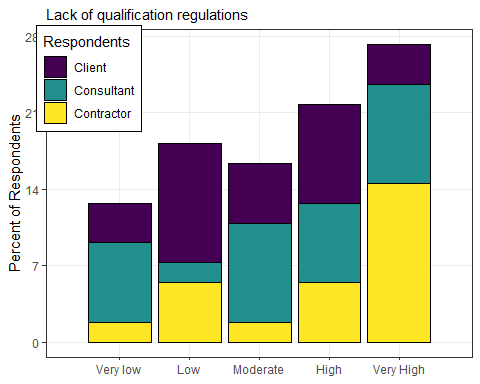 Lack of qualification regulations
Respondents
Client
Consultant
Contractor
Percent of Respondents
28
21
14
7
0
Very low
Low
Moderate
High
Very High